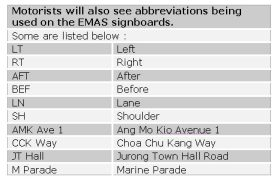 Motorists will also see abbreviations being
used on the EMAS signboards.
Some are listed below :
LT Left
RT Right
AFT After
BEF Before
LN Lane
SH Shoulder
AMK Ave 1 Ang Mo Kio Avenue 1
CCK Way Choa Chu Kang Way
JT Hall Jurong Town Hall Road
M Parade Marine Parade